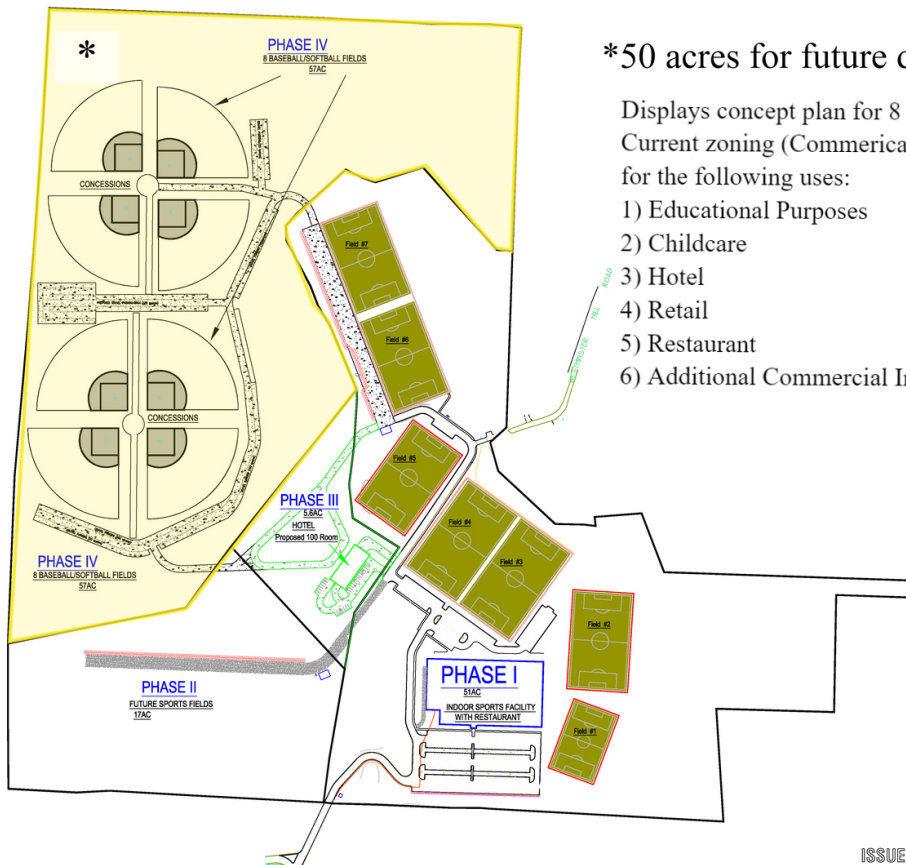 *
PHASE IV
8 BASEBALL/SOFTBALL FIELDS
57AC
*50 acres for future d
Displays concept plan for 8
Current zoning (Commerica
for the following uses:
1) Educational Purposes
2) Childcare
3) Hotel
4) Retail
5) Restaurant
6) Additional Commercial In
CONCESSIONS
Field #7
Field #6
WESTMINSTER HILL ROAD
CONCESSIONS
Field #5
PHASE III
5.6AC
HOTEL
Proposed 100 Room
Field #4
Field #3
PHASE IV
8 BASEBALL/SOFTBALL FIELDS
57AC
Field #2
PHASE I
51AC
INDOOR SPORTS FACILITY
WITH RESTAURANT
PHASE II
FUTURE SPORTS FIELDS
17AC
Field #1
ISSUE